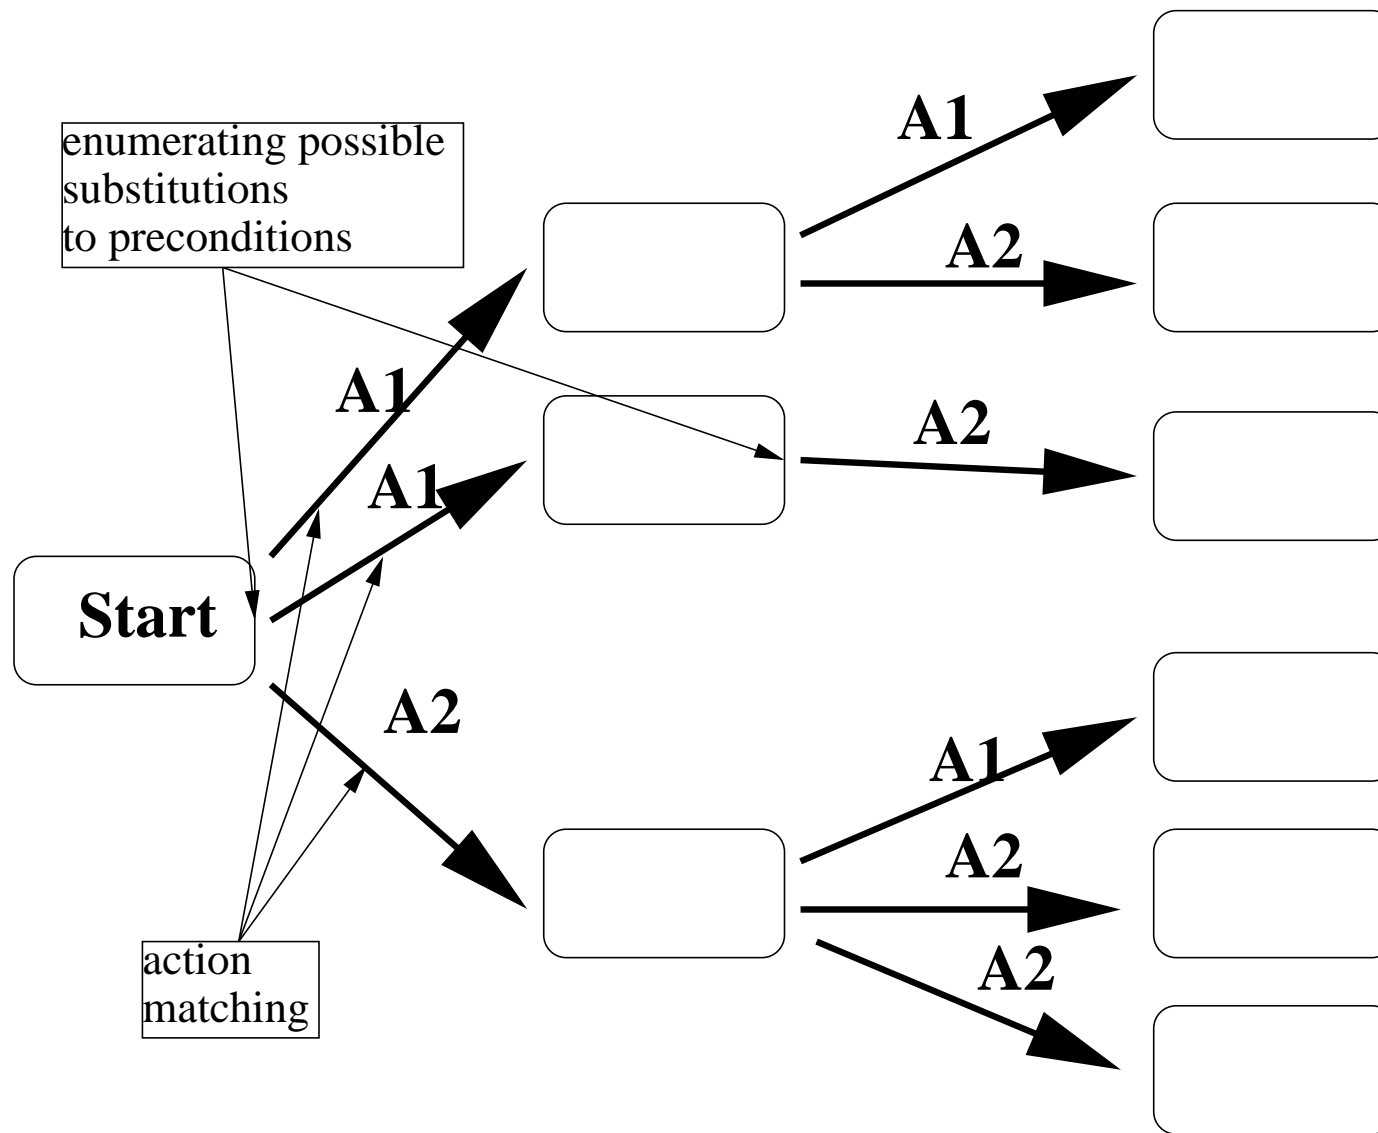 A1
enumerating possible
substitutions
to preconditions
A2
A1
A2
A1
Start
A2
A1
A2
action
matching
A2